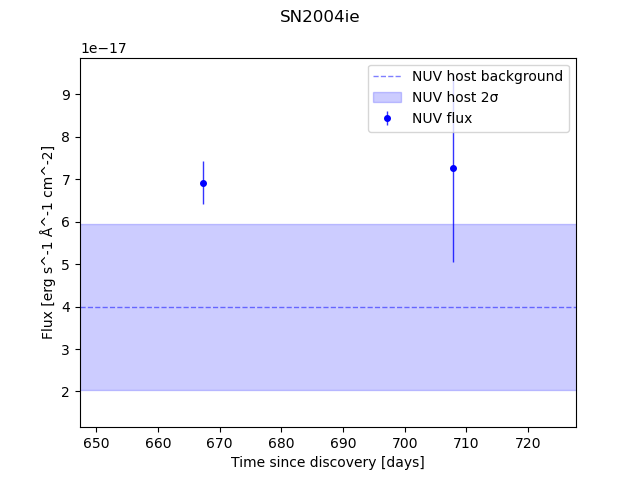 SN2004ie
1e−17
NUV host background
NUV host 2σ
NUV flux
9
8
7
6
5
4
3
2
Flux [erg s^-1 Å^-1 cm^-2]
650 660 670 680 690 700 710 720
Time since discovery [days]